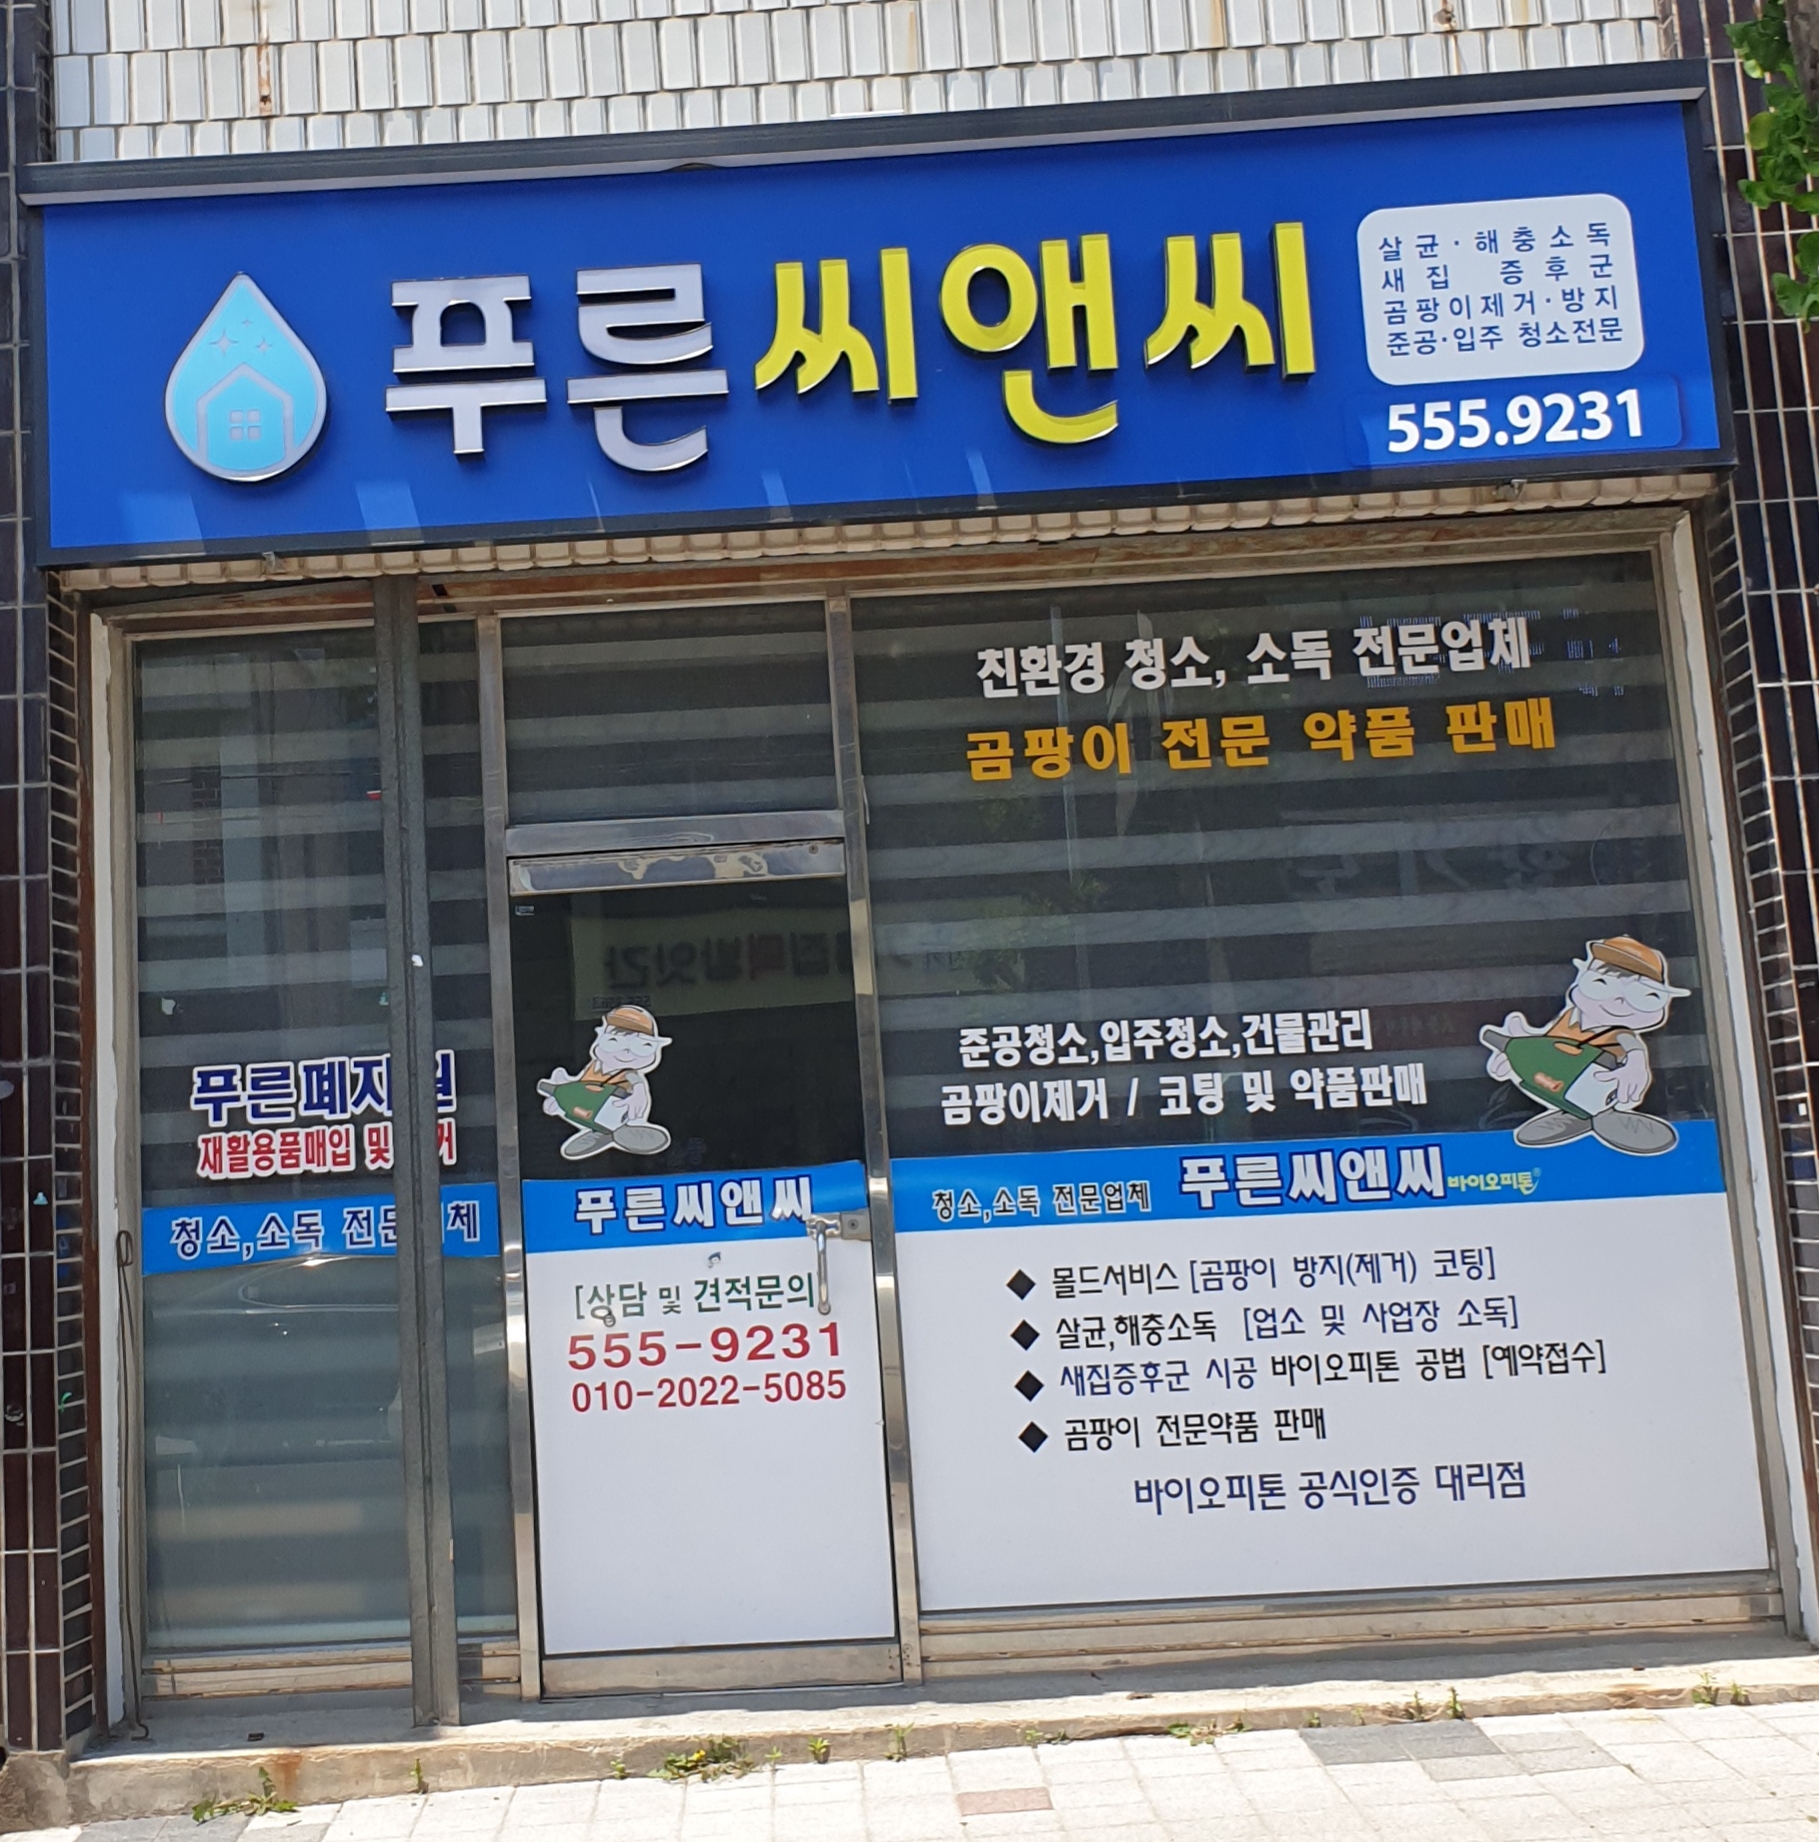 푸른씨앤씨
살균·해충소독
새집 증후군
곰팡이제거·방지
준공·입주 청소전문
555.9231
친환경 청소, 소독 전문업체
곰팡이 전문 약품 판매
준공청소,입주청소,건물관리
곰팡이제거 / 코팅 및 약품판매
청소,소독 전문업체 푸른씨앤씨 바이오피톤
◆ 몰드서비스 [곰팡이 방지(제거) 코팅]
◆ 살균,해충소독 [업소 및 사업장 소독]
◆ 새집증후군 시공 바이오피톤 공법 [예약접수]
◆ 곰팡이 전문약품 판매
바이오피톤 공식인증 대리점
푸른씨앤씨
[상담 및 견적문의]
555-9231
010-2022-5085
푸른폐자원
재활용품매입 및
청소,소독 전문업체